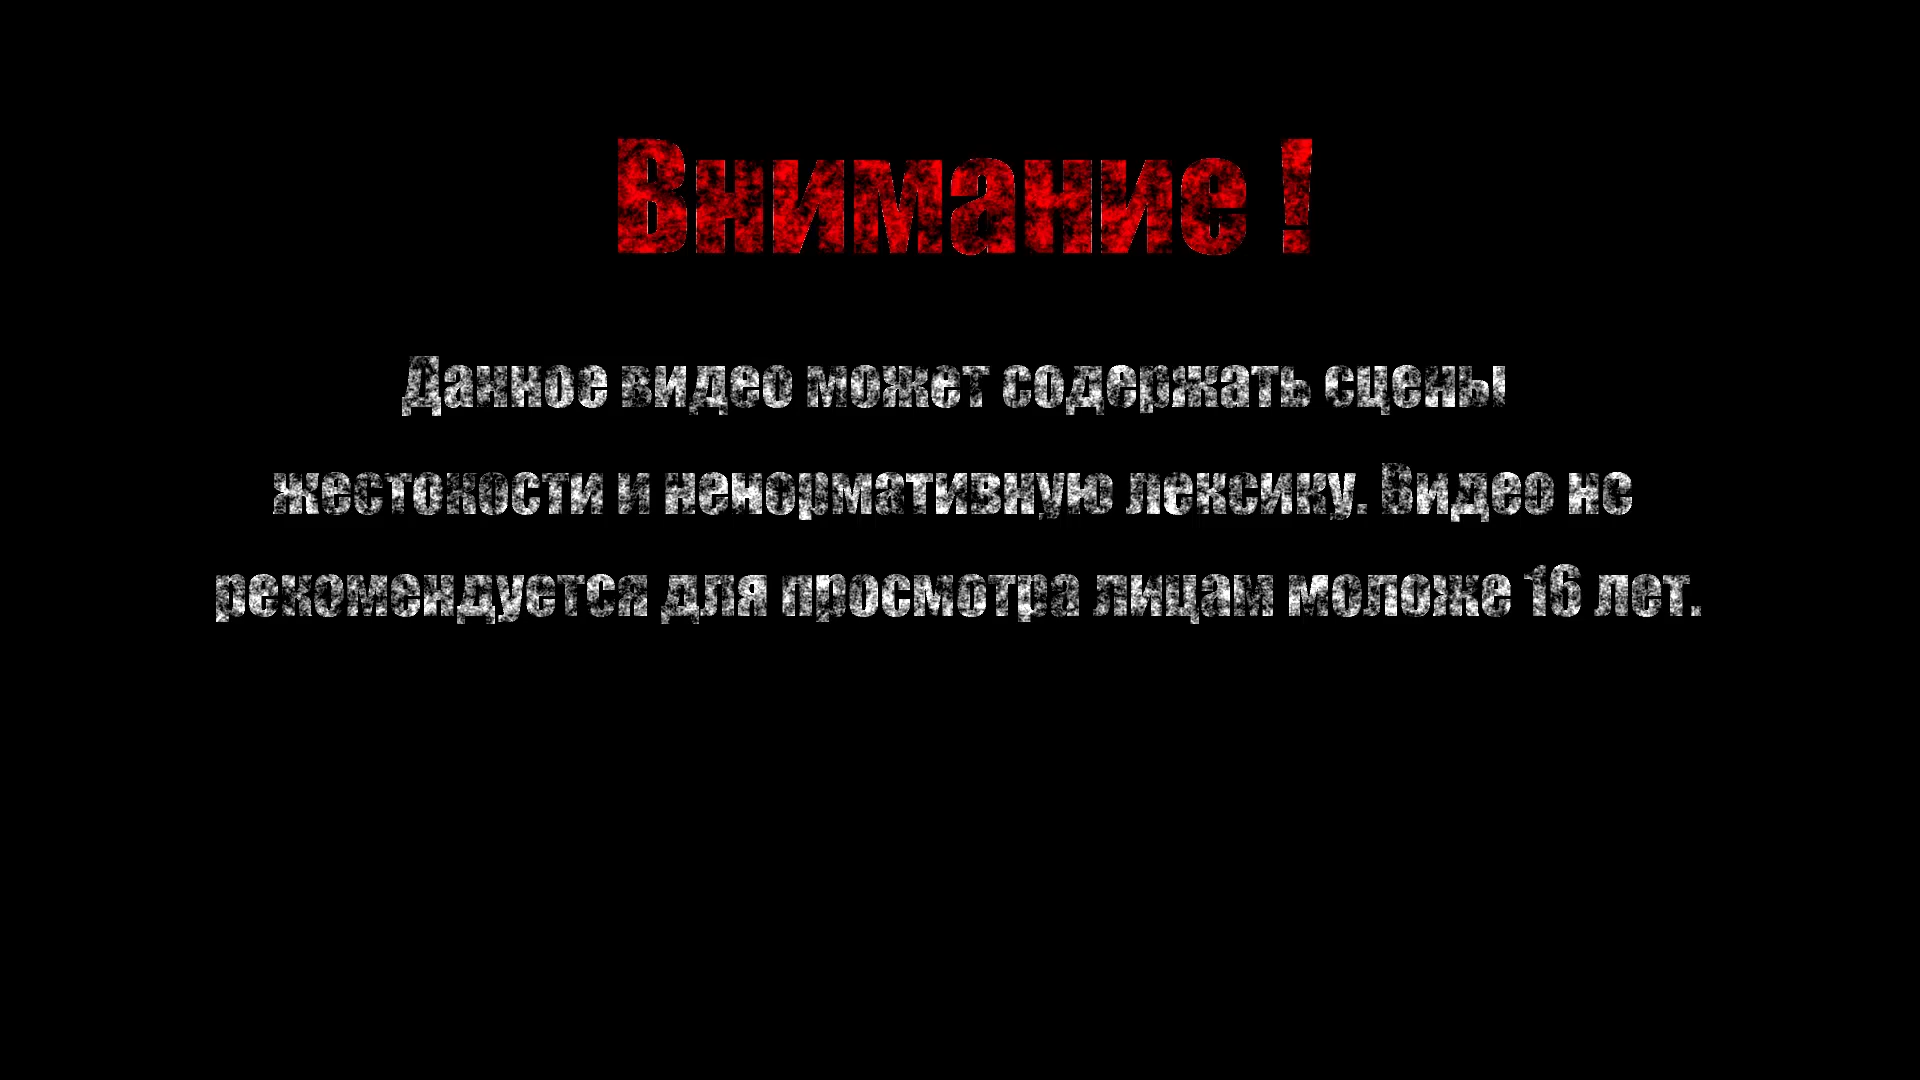 Внимание !
Данное видео может содержать сцены
жестокости и ненормативную лексику. Видео не
рекомендуется для просмотра лицам моложе 16 лет.